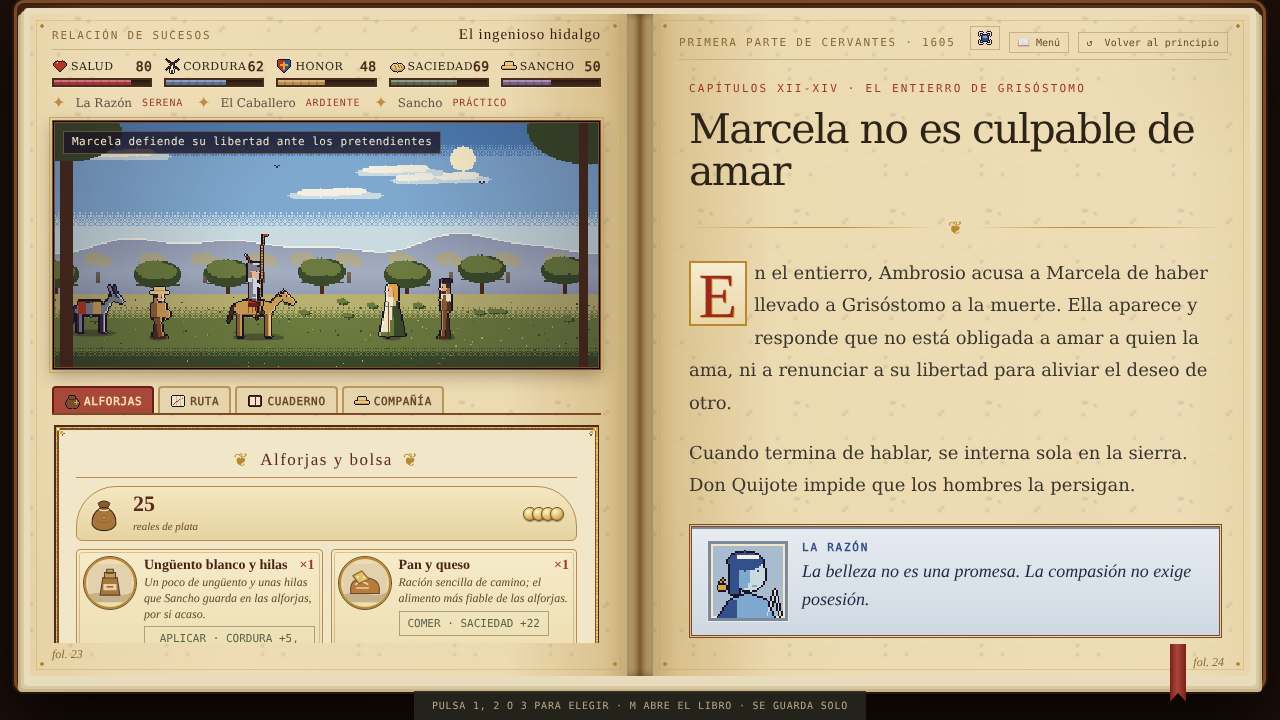 RELACIÓN DE SUCESOS
El ingenioso hidalgo
SALUD 80
CORDURA 62
HONOR 48
SACIEDAD 69
SANCHO 50
La Razón SERENA
El Caballero ARDIENTE
Sancho PRÁCTICO
Marcela defiende su libertad ante los pretendientes
ALFORJAS
RUTA
CUADERNO
COMPAÑÍA
Alforjas y bolsa
25
reales de plata
Ungüento blanco y hilas ×1
Un poco de ungüento y unas hilas
que Sancho guarda en las alforjas,
por si acaso.
APLICAR · CORDURA +5,
Pan y queso ×1
Ración sencilla de camino; el
alimento más fiable de las alforjas.
COMER · SACIEDAD +22
fol. 23
PRIMERA PARTE DE CERVANTES · 1605
Menú
↺ Volver al principio
CAPÍTULOS XII-XIV · EL ENTIERRO DE GRISÓSTOMO
Marcela no es culpable de
amar
En el entierro, Ambrosio acusa a Marcela de haber
llevado a Grisóstomo a la muerte. Ella aparece y
responde que no está obligada a amar a quien la
ama, ni a renunciar a su libertad para aliviar el deseo de
otro.
Cuando termina de hablar, se interna sola en la sierra.
Don Quijote impide que los hombres la persigan.
LA RAZÓN
La belleza no es una promesa. La compasión no exige
posesión.
fol. 24
PULSA 1, 2 O 3 PARA ELEGIR · M ABRE EL LIBRO · SE GUARDA SOLO